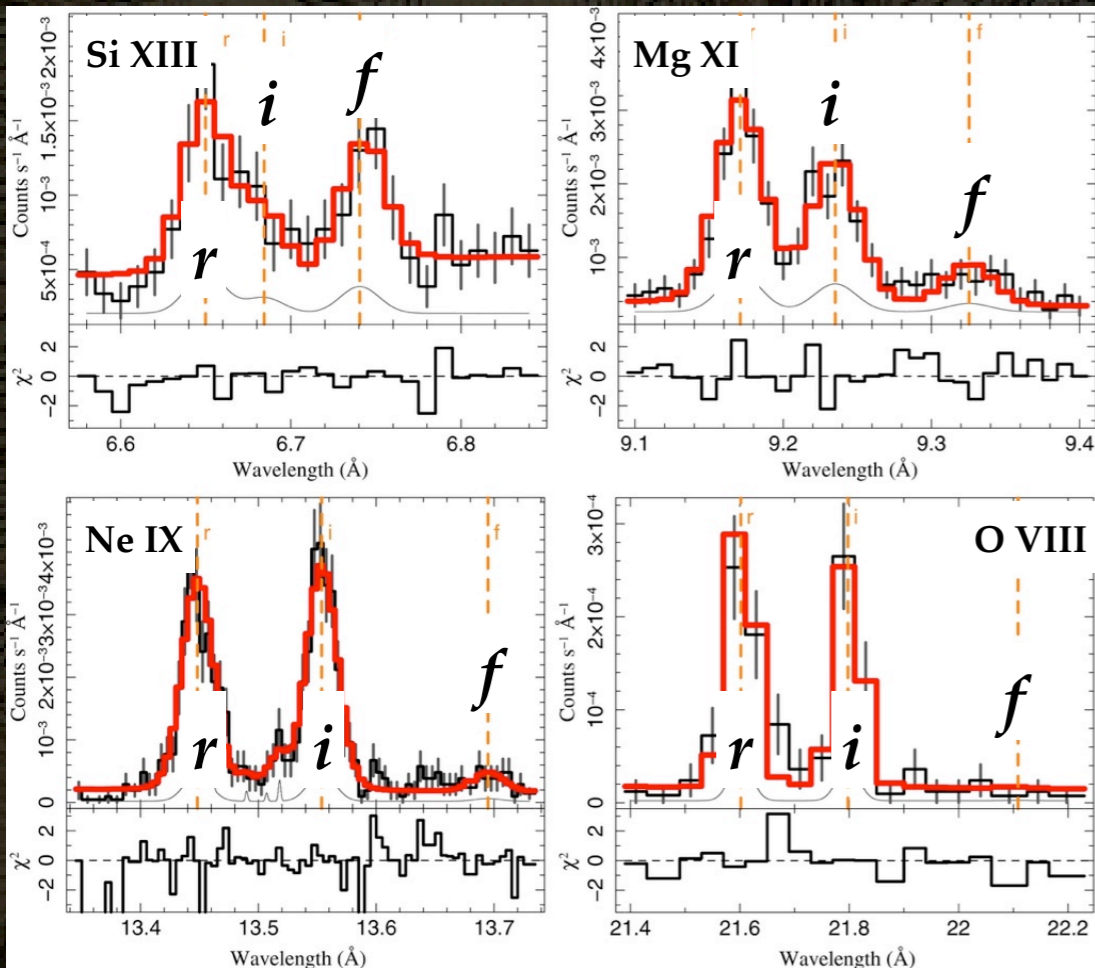 Si XIII
r
i
r
i
f
Counts s⁻¹ Å⁻¹
5×10⁻⁴
10⁻³
1.5×10⁻³
2×10⁻³
χ²
−2
0
2
6.6
6.7
6.8
Wavelength (Å)
Mg XI
r
i
f
r
i
f
Counts s⁻¹ Å⁻¹
10⁻³
2×10⁻³
3×10⁻³
4×10⁻³
χ²
−2
0
2
9.1
9.2
9.3
9.4
Wavelength (Å)
Ne IX
r
i
f
r
i
f
Counts s⁻¹ Å⁻¹
0
10⁻³
2×10⁻³
3×10⁻³
4×10⁻³
χ²
−2
0
2
13.4
13.5
13.6
13.7
Wavelength (Å)
O VIII
r
i
f
r
i
f
Counts s⁻¹ Å⁻¹
0
10⁻⁴
2×10⁻⁴
3×10⁻⁴
χ²
−2
0
2
21.4
21.6
21.8
22
22.2
Wavelength (Å)